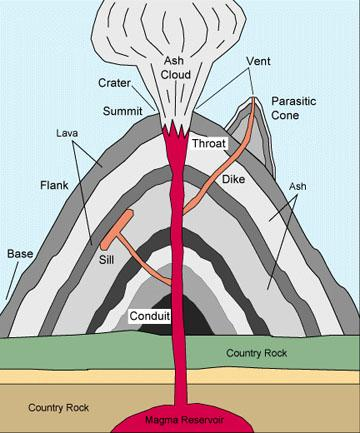 Ash
Cloud
Vent
Crater
Summit
Parasitic
Cone
Lava
Throat
Flank
Dike
Ash
Base
Sill
Conduit
Country Rock
Country Rock
Magma Reservoir